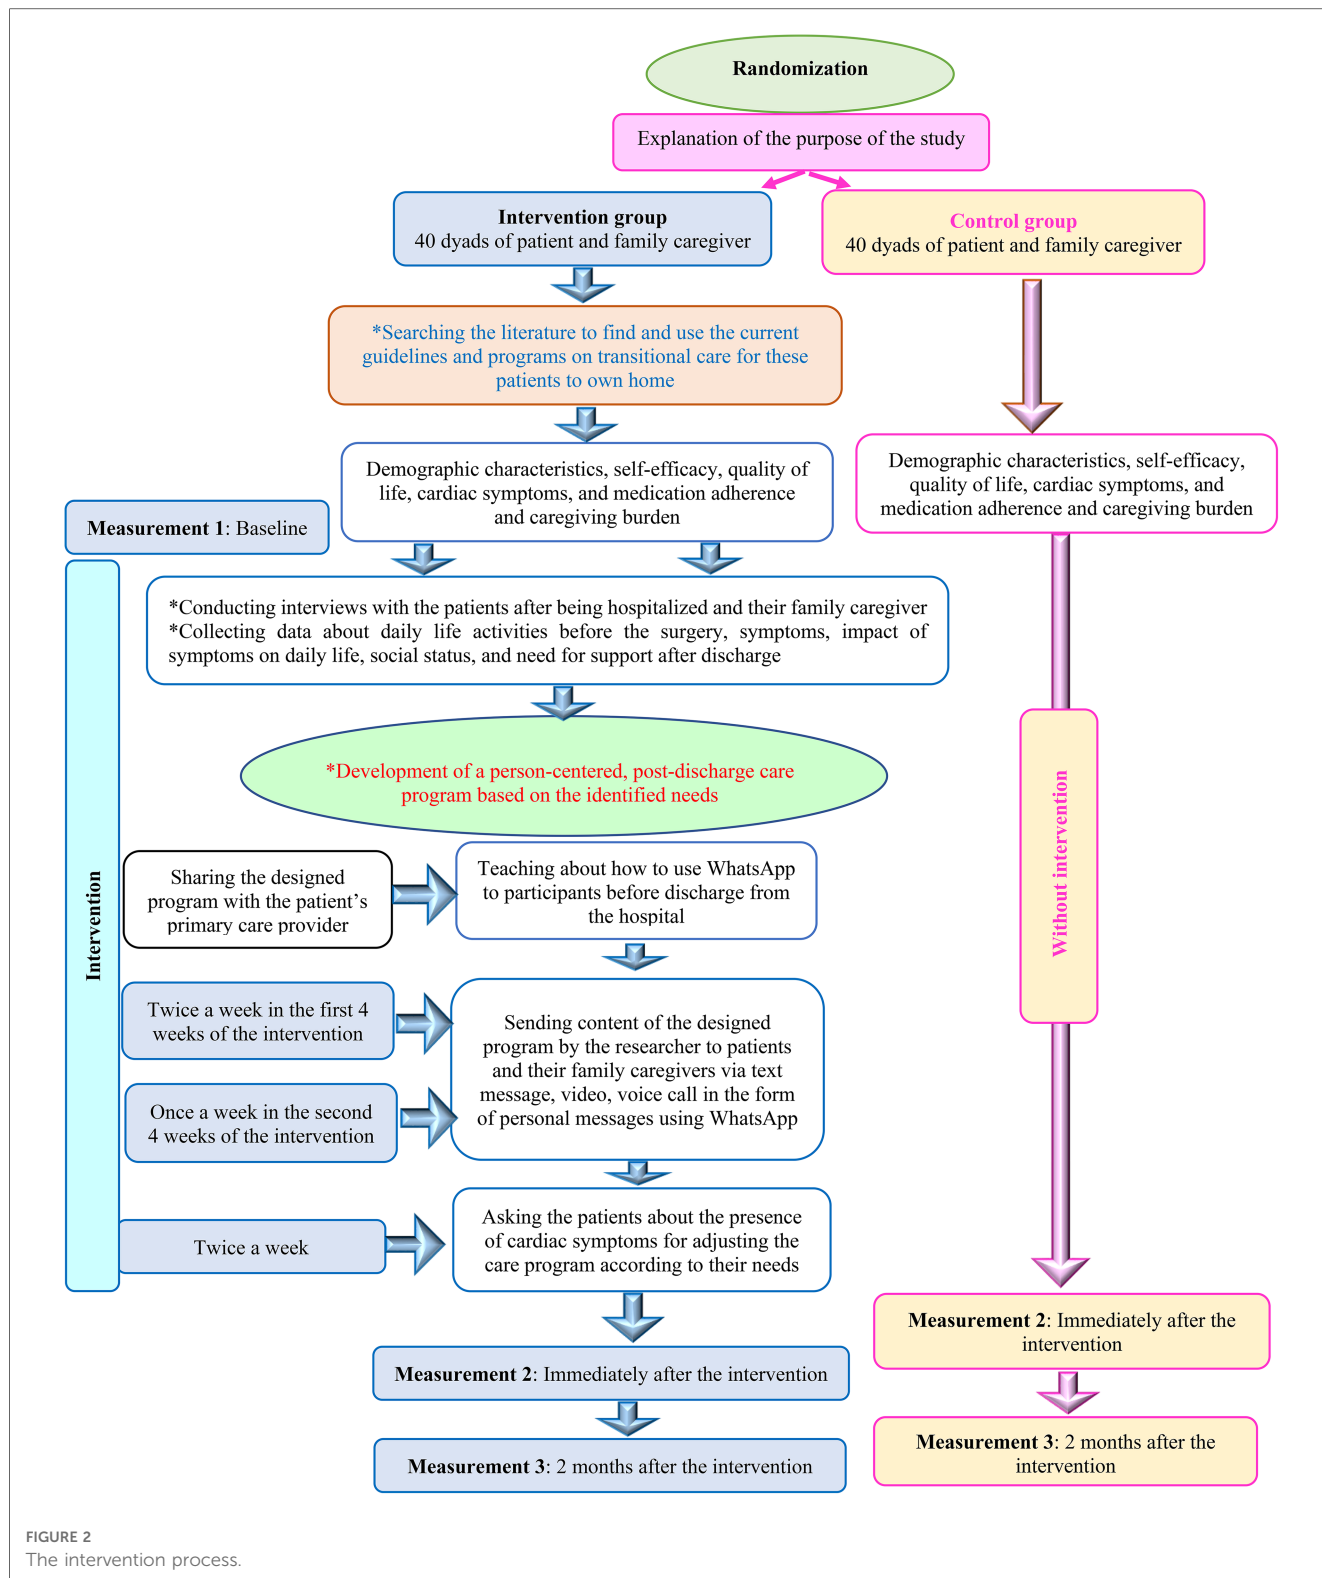 Randomization
Explanation of the purpose of the study
Intervention group
40 dyads of patient and family caregiver
Control group
40 dyads of patient and family caregiver
*Searching the literature to find and use the current
guidelines and programs on transitional care for these
patients to own home
Demographic characteristics, self-efficacy, quality of
life, cardiac symptoms, and medication adherence
and caregiving burden
Demographic characteristics, self-efficacy,
quality of life, cardiac symptoms, and
medication adherence and caregiving burden
Measurement 1: Baseline
Intervention
*Conducting interviews with the patients after being hospitalized and their family caregiver
*Collecting data about daily life activities before the surgery, symptoms, impact of
symptoms on daily life, social status, and need for support after discharge
*Development of a person-centered, post-discharge care
program based on the identified needs
Without intervention
Sharing the designed
program with the patient’s
primary care provider
Teaching about how to use WhatsApp
to participants before discharge from
the hospital
Twice a week in the first 4
weeks of the intervention
Once a week in the second
4 weeks of the intervention
Sending content of the designed
program by the researcher to patients
and their family caregivers via text
message, video, voice call in the form
of personal messages using WhatsApp
Twice a week
Asking the patients about the presence
of cardiac symptoms for adjusting the
care program according to their needs
Measurement 2: Immediately after the intervention
Measurement 2: Immediately after the
intervention
Measurement 3: 2 months after the intervention
Measurement 3: 2 months after the
intervention
FIGURE 2
The intervention process.